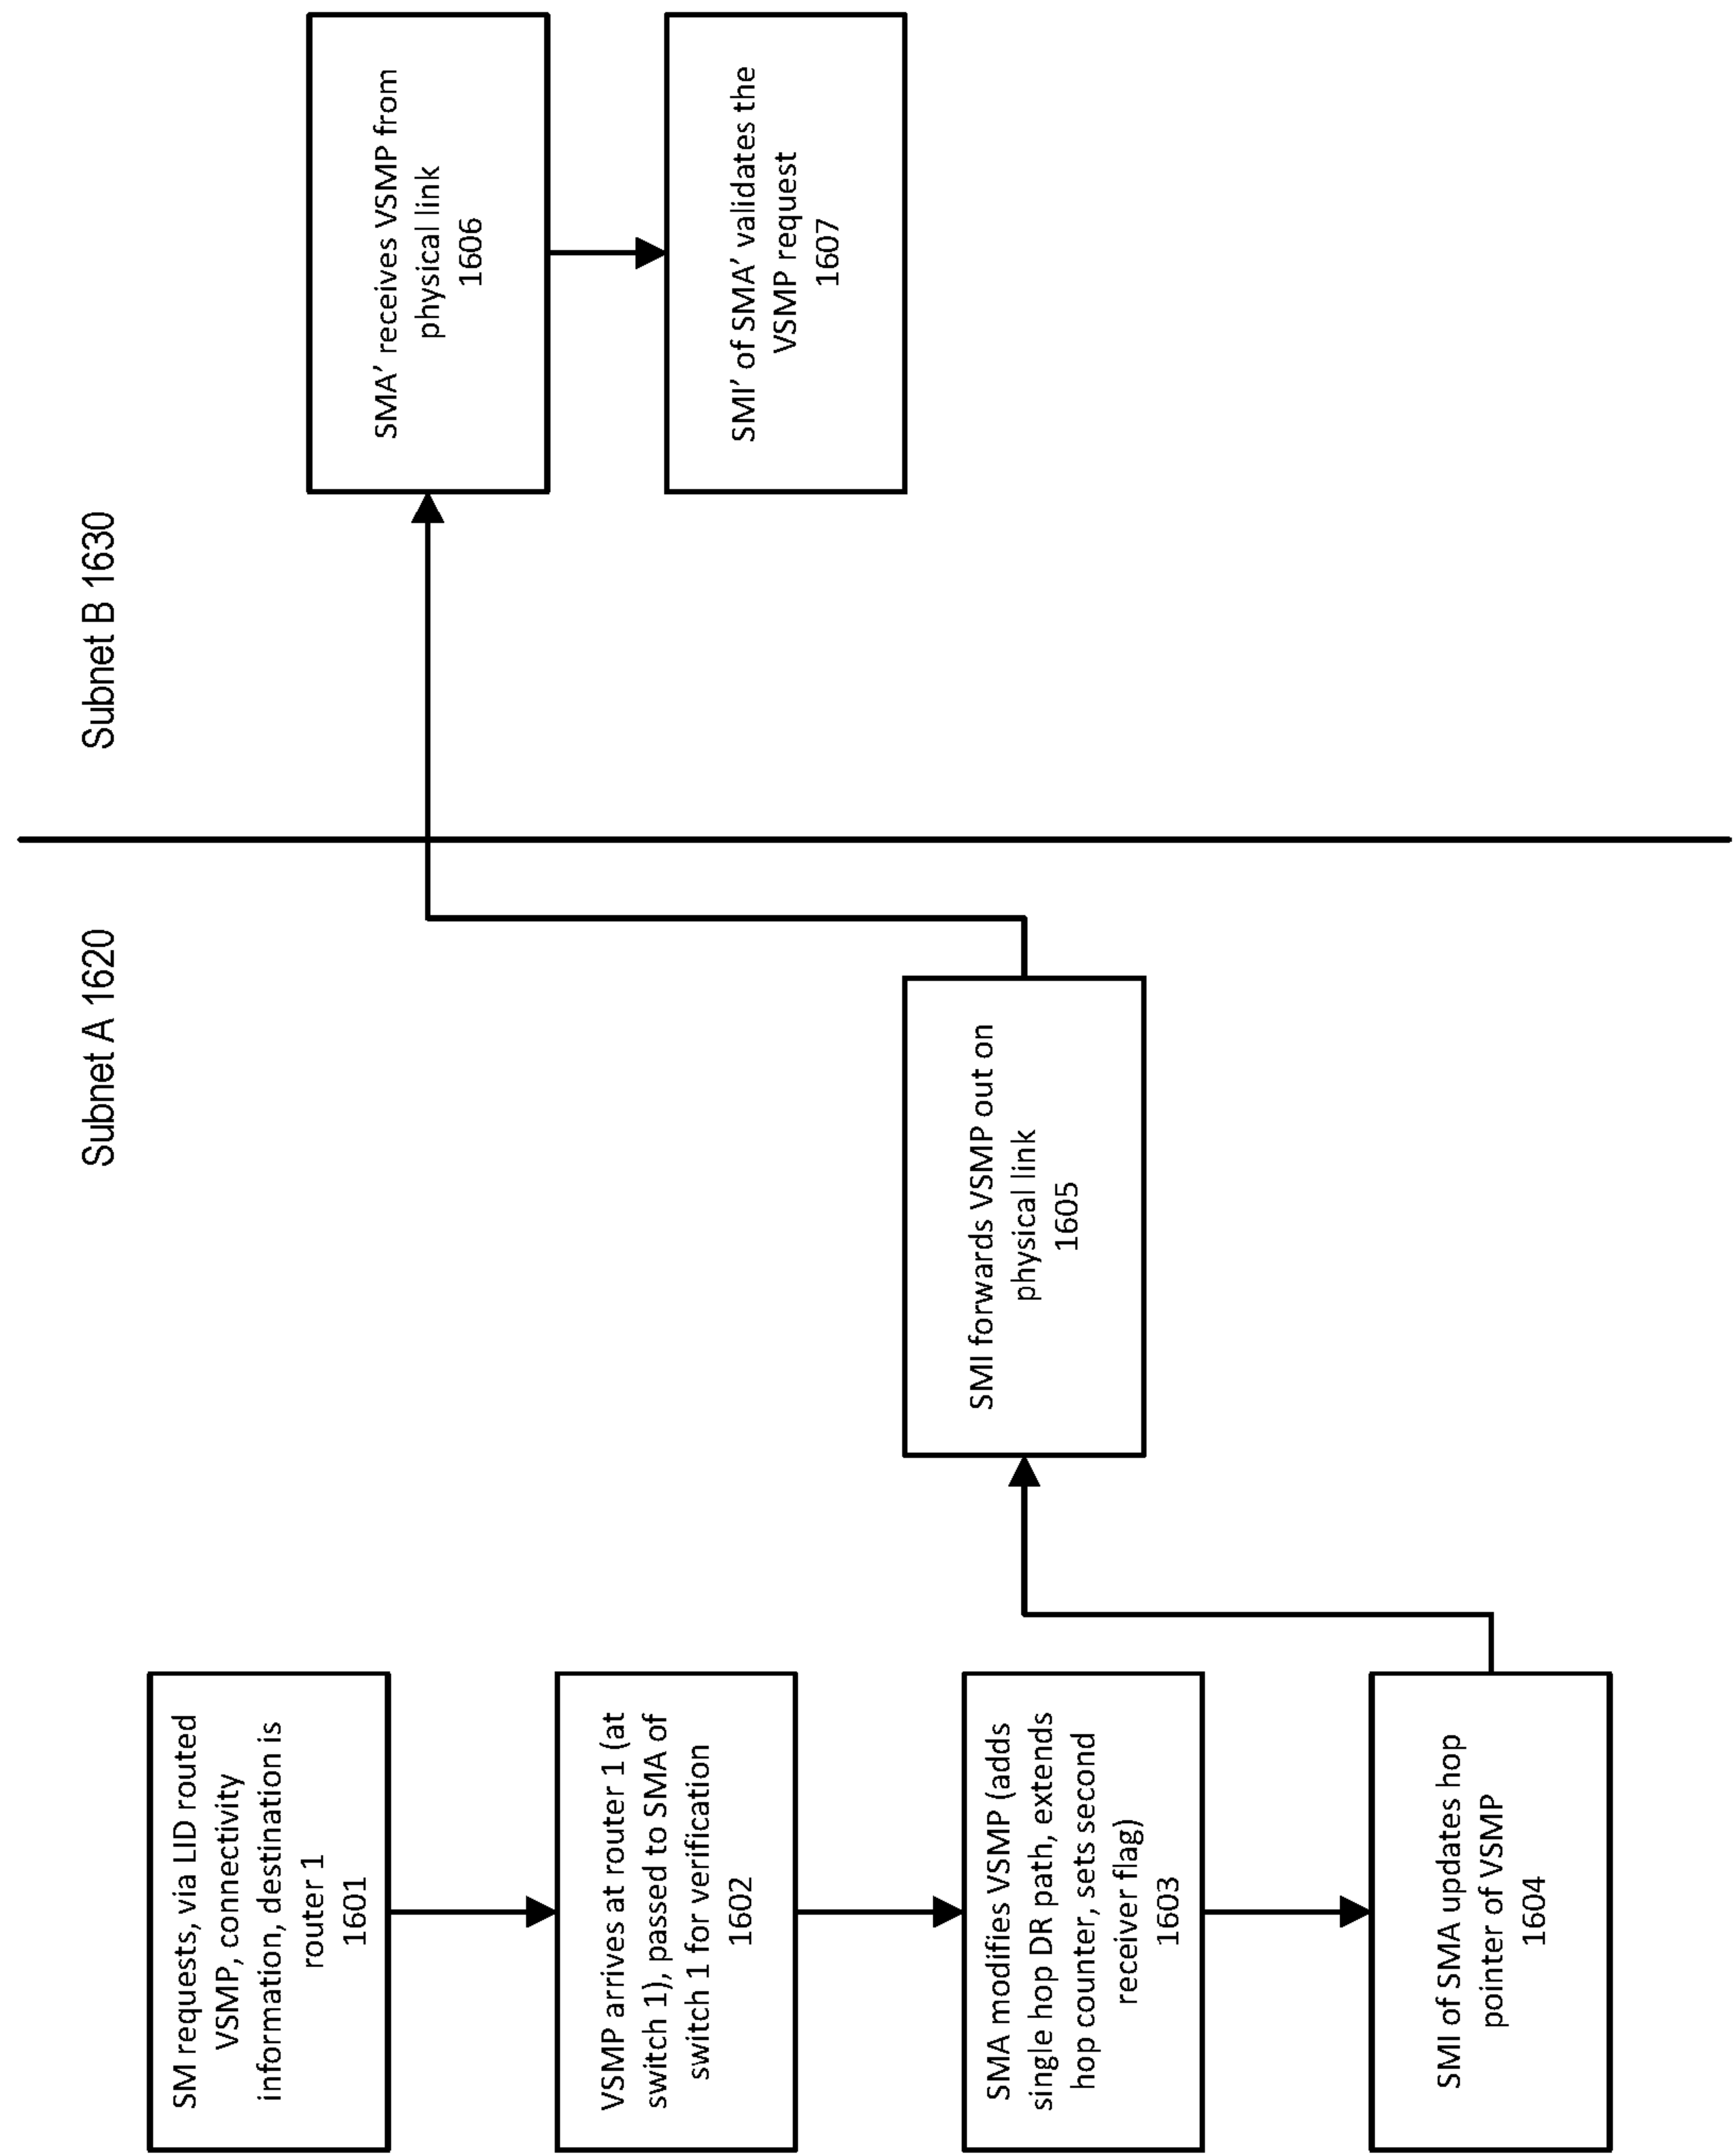 Subnet A 1620
Subnet B 1630
SM requests, via LID routed
VSMP, connectivity
information, destination is
router 1
1601
VSMP arrives at router 1 (at
switch 1), passed to SMA of
switch 1 for verification
1602
SMA modifies VSMP (adds
single hop DR path, extends
hop counter, sets second
receiver flag)
1603
SMI of SMA updates hop
pointer of VSMP
1604
SMI forwards VSMP out on
physical link
1605
SMA’ receives VSMP from
physical link
1606
SMI’ of SMA’ validates the
VSMP request
1607